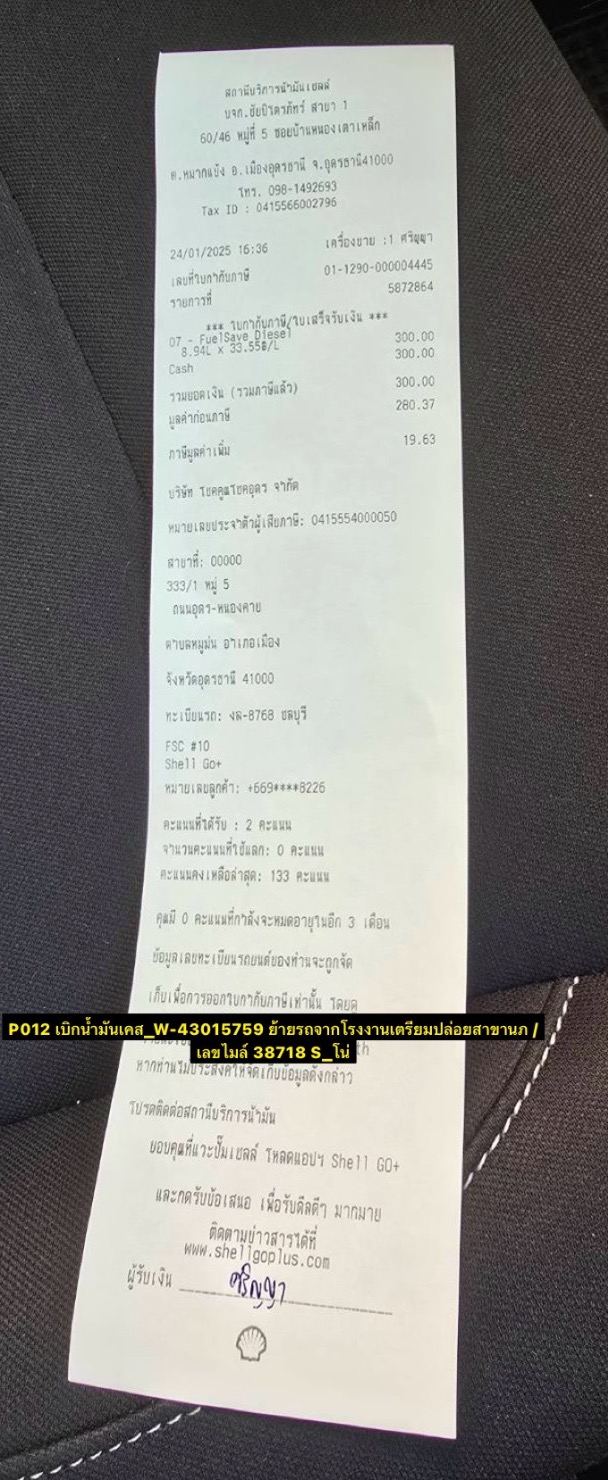 สถานีบริการน้ำมันเชลล์
บจก.ชัยปิโตรภัทร์ สาขา 1
60/46 หมู่ที่ 5 ซอยบ้านหนองเตาเหล็ก
ต.หมากแข้ง อ.เมืองอุดรธานี จ.อุดรธานี41000
โทร. 098-1492693
Tax ID : 0415566002796
24/01/2025 16:36 เครื่องขาย :1 ศริญญา
เลขที่ใบกำกับภาษี 01-1290-000004445
รายการที่ 5872864
*** ใบกำกับภาษี/ใบเสร็จรับเงิน ***
07 - FuelSave Diesel 300.00
8.94L x 33.55฿/L
Cash 300.00
รวมยอดเงิน (รวมภาษีแล้ว) 300.00
มูลค่าก่อนภาษี 280.37
ภาษีมูลค่าเพิ่ม 19.63
บริษัท โชคคูณโชคอุดร จำกัด
หมายเลขประจำตัวผู้เสียภาษี: 0415554000050
สาขาที่: 00000
333/1 หมู่ 5
ถนนอุดร-หนองคาย
ตำบลหมูม่น อำเภอเมือง
จังหวัดอุดรธานี 41000
ทะเบียนรถ: งล-8768 ชลบุรี
FSC #10
Shell Go+
หมายเลขลูกค้า: +669****8226
คะแนนที่ได้รับ : 2 คะแนน
จำนวนคะแนนที่ใช้แลก: 0 คะแนน
คะแนนคงเหลือล่าสุด: 133 คะแนน
คุณมี 0 คะแนนที่กำลังจะหมดอายุในอีก 3 เดือน
ข้อมูลเลขทะเบียนรถยนต์ของท่านจะถูกจัด
เก็บเพื่อการออกใบกำกับภาษีเท่านั้น โดยดู
P012 เบิกน้ำมันเคส_W-43015759 ย้ายรถจากโรงงานเตรียมปล่อยสาขานภ /
เลขไมล์ 38718 S_โน่
th
หากท่านไม่ประสงค์ให้จัดเก็บข้อมูลดังกล่าว
โปรดติดต่อสถานีบริการน้ำมัน
ขอบคุณที่แวะปั๊มเชลล์ โหลดแอปฯ Shell GO+
และกดรับข้อเสนอ เพื่อรับดีลดีๆ มากมาย
ติดตามข่าวสารได้ที่
www.shellgoplus.com
ผู้รับเงิน ศริญญา